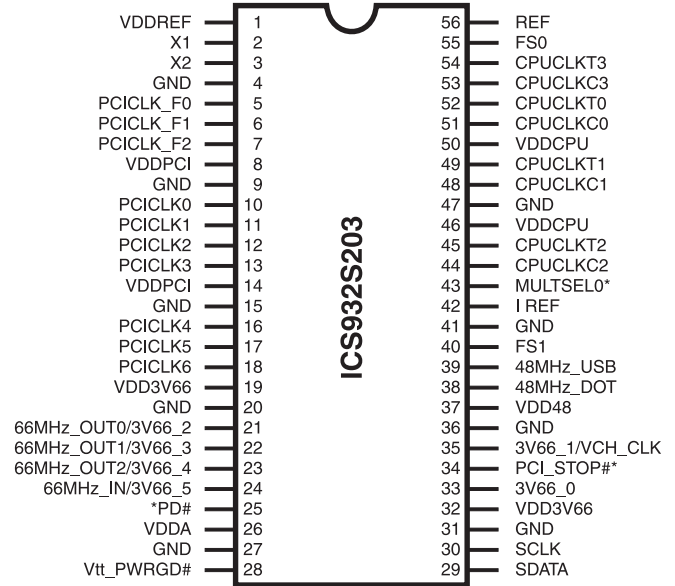 VDDREF 1 56 REF
X1 2 55 FS0
X2 3 54 CPUCLKT3
GND 4 53 CPUCLKC3
PCICLK_F0 5 52 CPUCLKT0
PCICLK_F1 6 51 CPUCLKC0
PCICLK_F2 7 50 VDDCPU
VDDPCI 8 49 CPUCLKT1
GND 9 48 CPUCLKC1
PCICLK0 10 47 GND
PCICLK1 11 46 VDDCPU
PCICLK2 12 45 CPUCLKT2
PCICLK3 13 44 CPUCLKC2
VDDPCI 14 43 MULTSEL0*
GND 15 42 I REF
PCICLK4 16 41 GND
PCICLK5 17 40 FS1
PCICLK6 18 39 48MHz_USB
VDD3V66 19 38 48MHz_DOT
GND 20 37 VDD48
66MHz_OUT0/3V66_2 21 36 GND
66MHz_OUT1/3V66_3 22 35 3V66_1/VCH_CLK
66MHz_OUT2/3V66_4 23 34 PCI_STOP#*
66MHz_IN/3V66_5 24 33 3V66_0
*PD# 25 32 VDD3V66
VDDA 26 31 GND
GND 27 30 SCLK
Vtt_PWRGD# 28 29 SDATA
ICS932S203